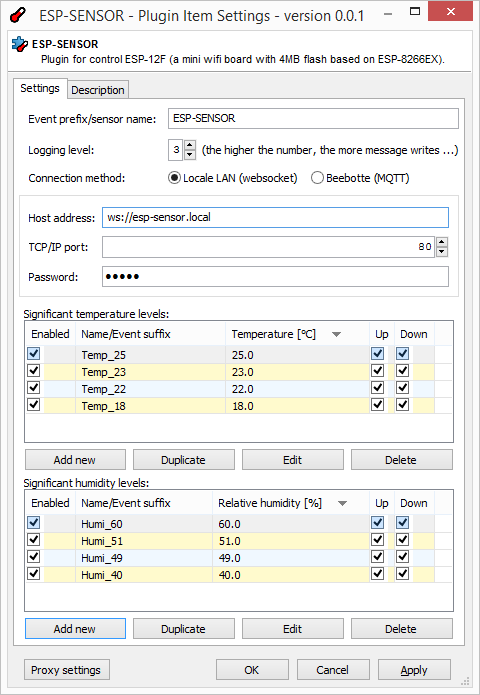 ESP-SENSOR - Plugin Item Settings - version 0.0.1
ESP-SENSOR
Plugin for control ESP-12F (a mini wifi board with 4MB flash based on ESP-8266EX).
Settings Description
Event prefix/sensor name: ESP-SENSOR
Logging level: 3 (the higher the number, the more message writes ...)
Connection method: Locale LAN (websocket) Beebotte (MQTT)
Host address: ws://esp-sensor.local
TCP/IP port: 80
Password: •••••
Significant temperature levels:
Enabled Name/Event suffix Temperature [°C] Up Down
Temp_25 25.0
Temp_23 23.0
Temp_22 22.0
Temp_18 18.0
Add new Duplicate Edit Delete
Significant humidity levels:
Enabled Name/Event suffix Relative humidity [%] Up Down
Humi_60 60.0
Humi_51 51.0
Humi_49 49.0
Humi_40 40.0
Add new Duplicate Edit Delete
Proxy settings OK Cancel Apply